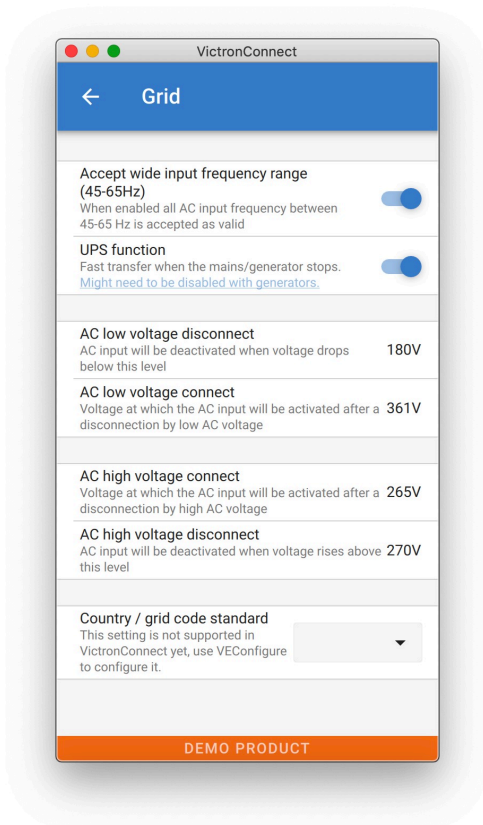 VictronConnect
Grid
Accept wide input frequency range
(45-65Hz)
When enabled all AC input frequency between
45-65 Hz is accepted as valid
UPS function
Fast transfer when the mains/generator stops.
Might need to be disabled with generators.
AC low voltage disconnect
AC input will be deactivated when voltage drops
below this level
180V
AC low voltage connect
Voltage at which the AC input will be activated after a
disconnection by low AC voltage
361V
AC high voltage connect
Voltage at which the AC input will be activated after a
disconnection by high AC voltage
265V
AC high voltage disconnect
AC input will be deactivated when voltage rises above
this level
270V
Country / grid code standard
This setting is not supported in
VictronConnect yet, use VEConfigure
to configure it.
DEMO PRODUCT